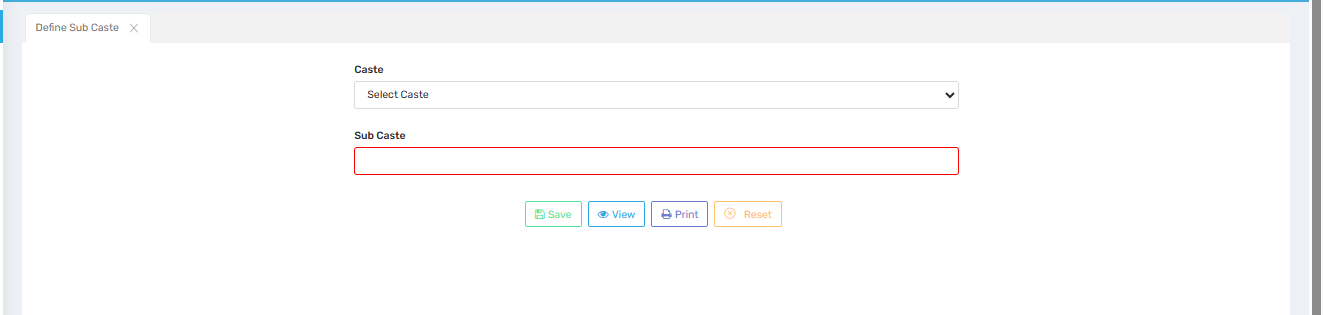 Define Sub Caste
Caste
Select Caste
Sub Caste
Save View Print Reset